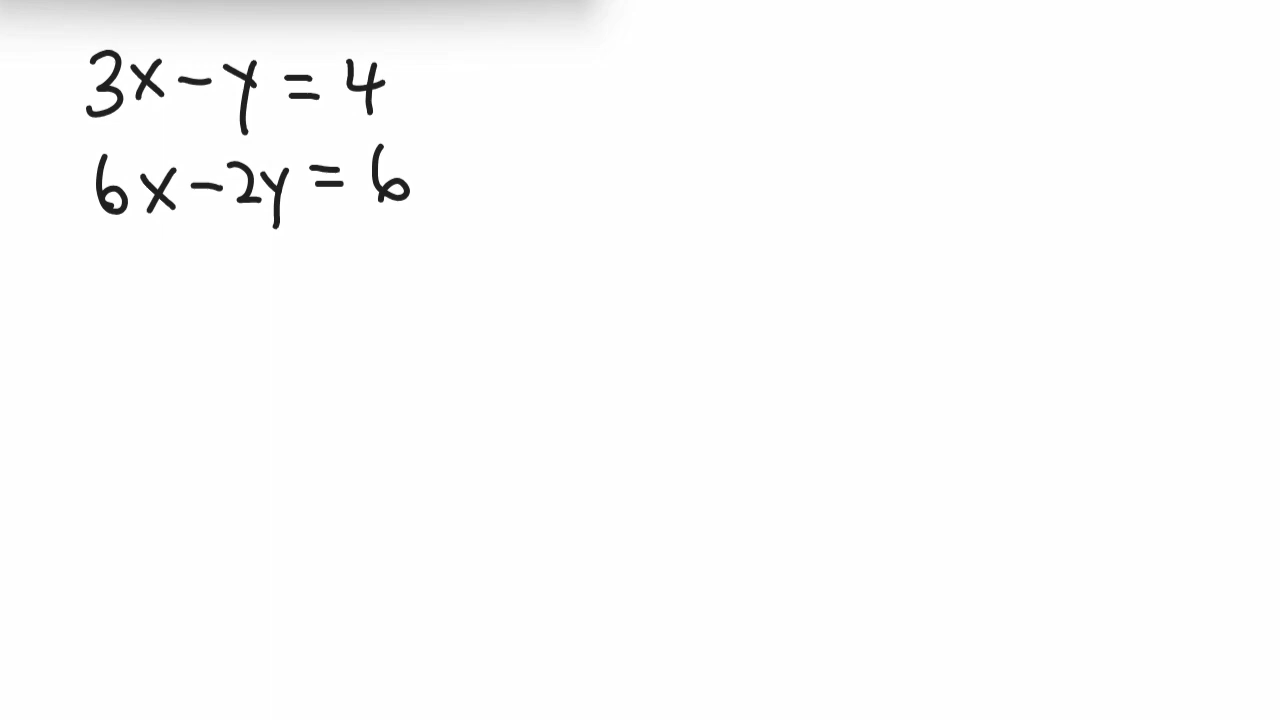 3x - y = 4
6x - 2y = 6